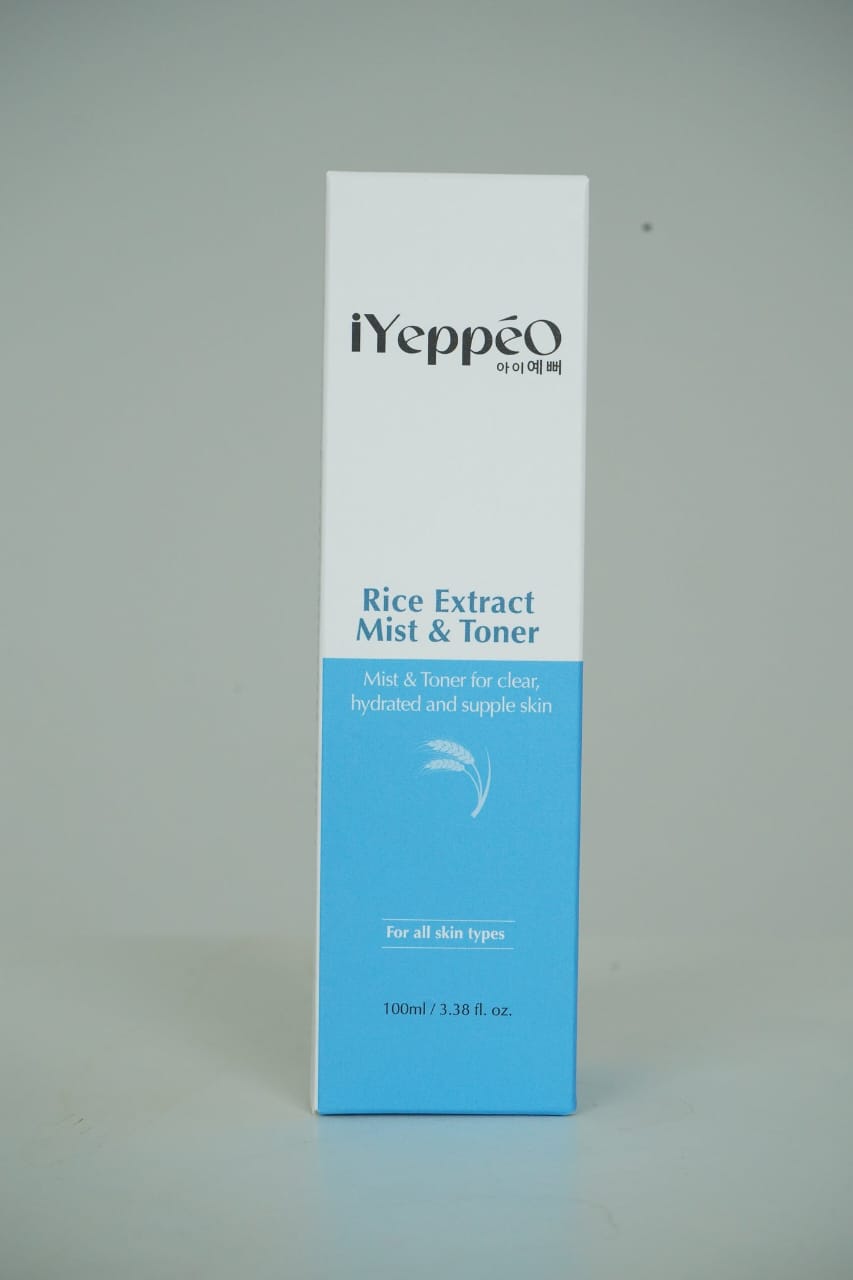 iYeppéO
아이예뻐
Rice Extract
Mist & Toner
Mist & Toner for clear,
hydrated and supple skin
For all skin types
100ml / 3.38 fl. oz.